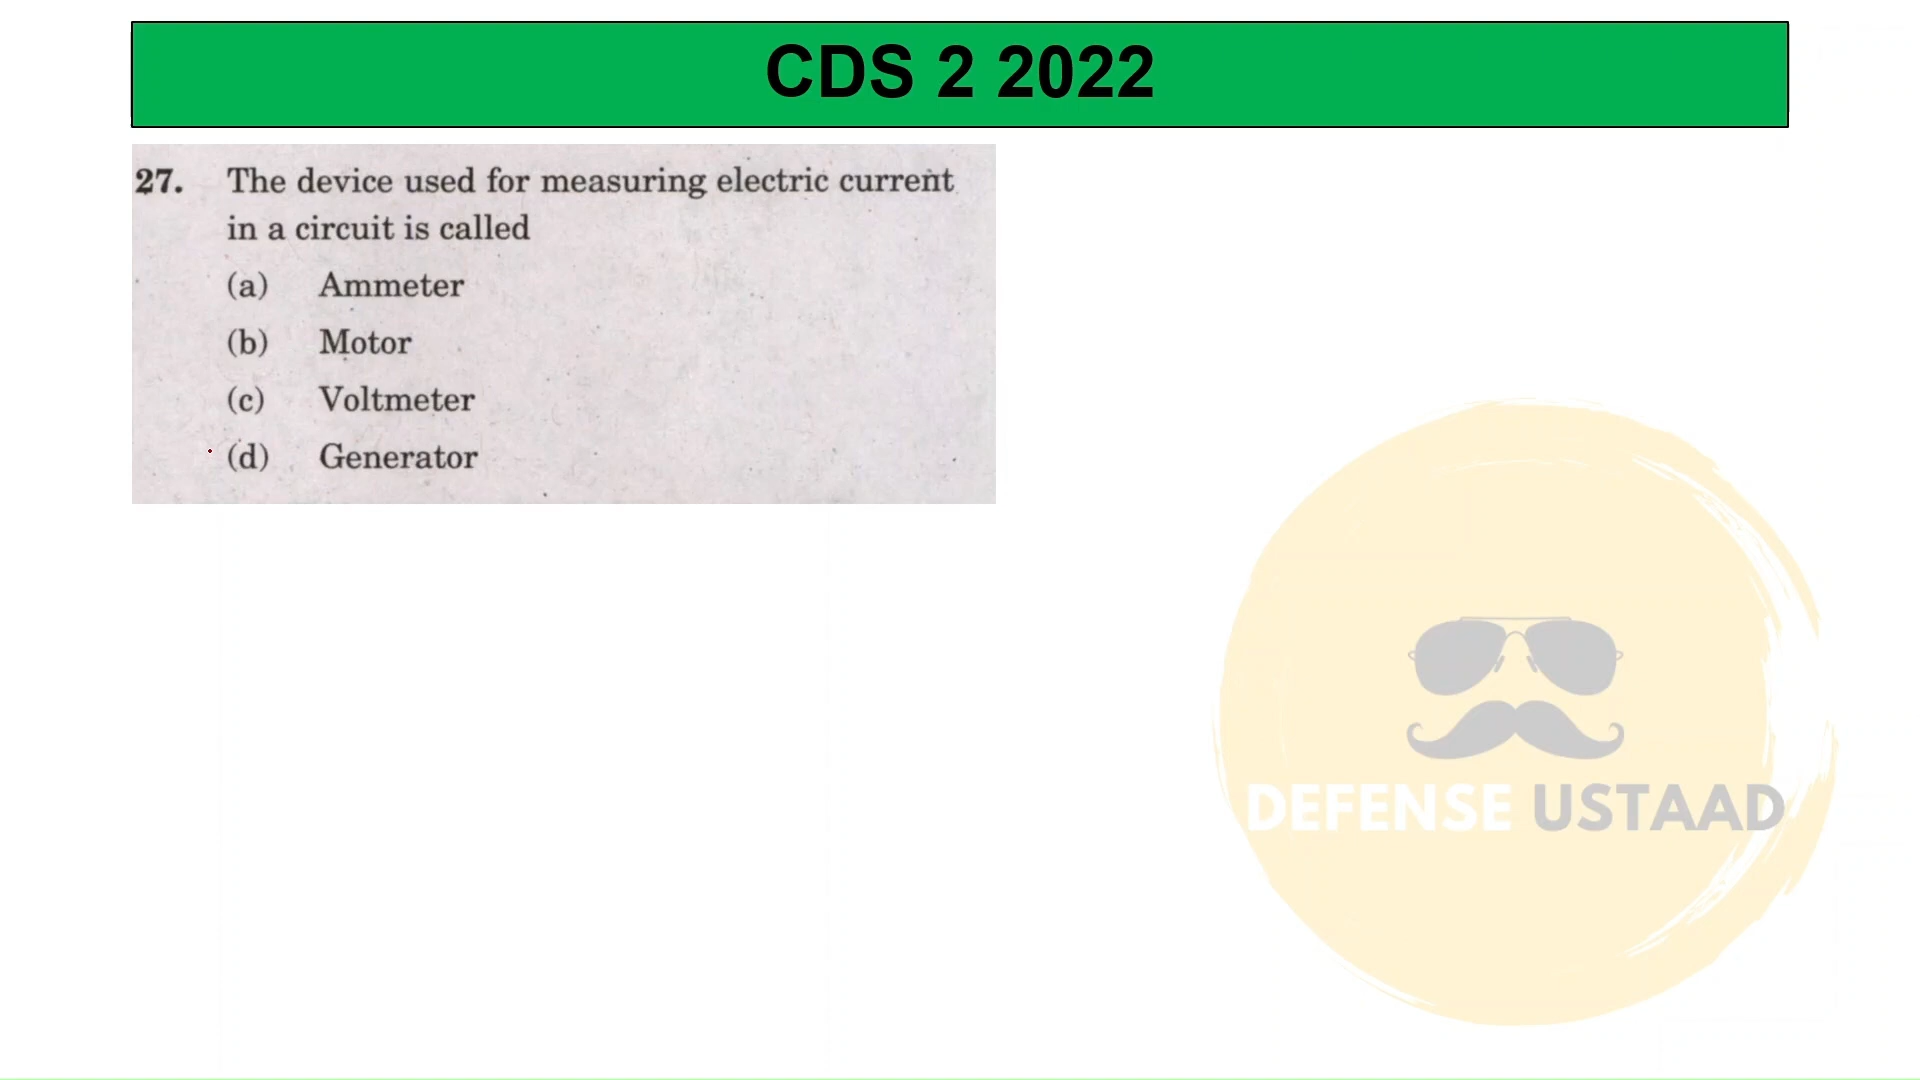 CDS 2 2022
27. The device used for measuring electric current
in a circuit is called
(a) Ammeter
(b) Motor
(c) Voltmeter
(d) Generator
DEFENSE USTAAD